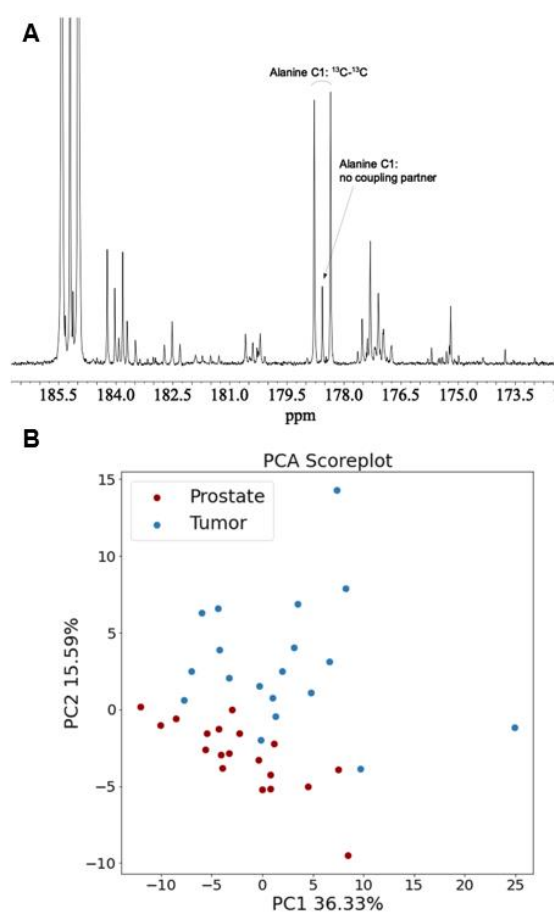 A
Alanine C1: ¹³C-¹³C
Alanine C1:
no coupling partner
185.5 184.0 182.5 181.0 179.5 178.0 176.5 175.0 173.5
ppm
B
PCA Scoreplot
Prostate
Tumor
15
10
5
0
−5
−10
PC2 15.59%
−10 −5 0 5 10 15 20 25
PC1 36.33%